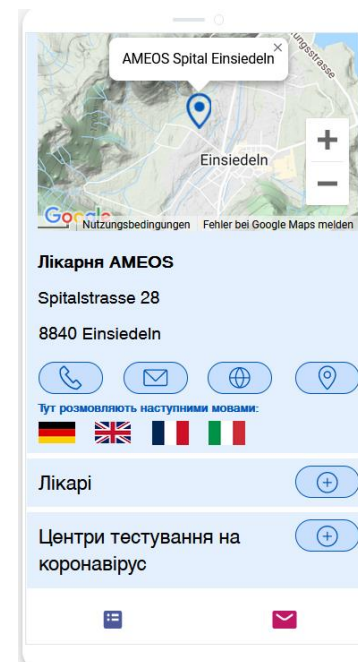 AMEOS Spital Einsiedeln
Einsiedeln
Google
Nutzungsbedingungen Fehler bei Google Maps melden
Лікарня AMEOS
Spitalstrasse 28
8840 Einsiedeln
Тут розмовляють наступними мовами:
Лікарі
Центри тестування на
коронавірус